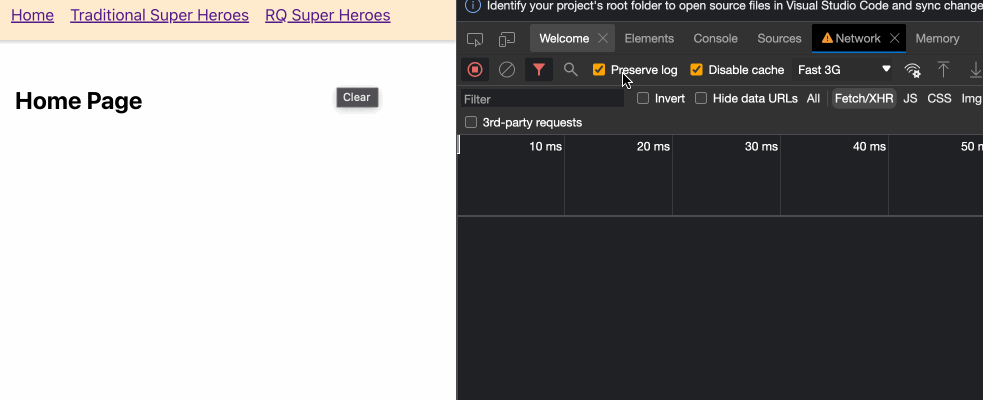 Home Traditional Super Heroes RQ Super Heroes
Home Page
Clear
Identify your project's root folder to open source files in Visual Studio Code and sync change
Welcome Elements Console Sources Network Memory
Preserve log Disable cache Fast 3G
Filter Invert Hide data URLs All Fetch/XHR JS CSS Img
3rd-party requests
10 ms 20 ms 30 ms 40 ms 50 m